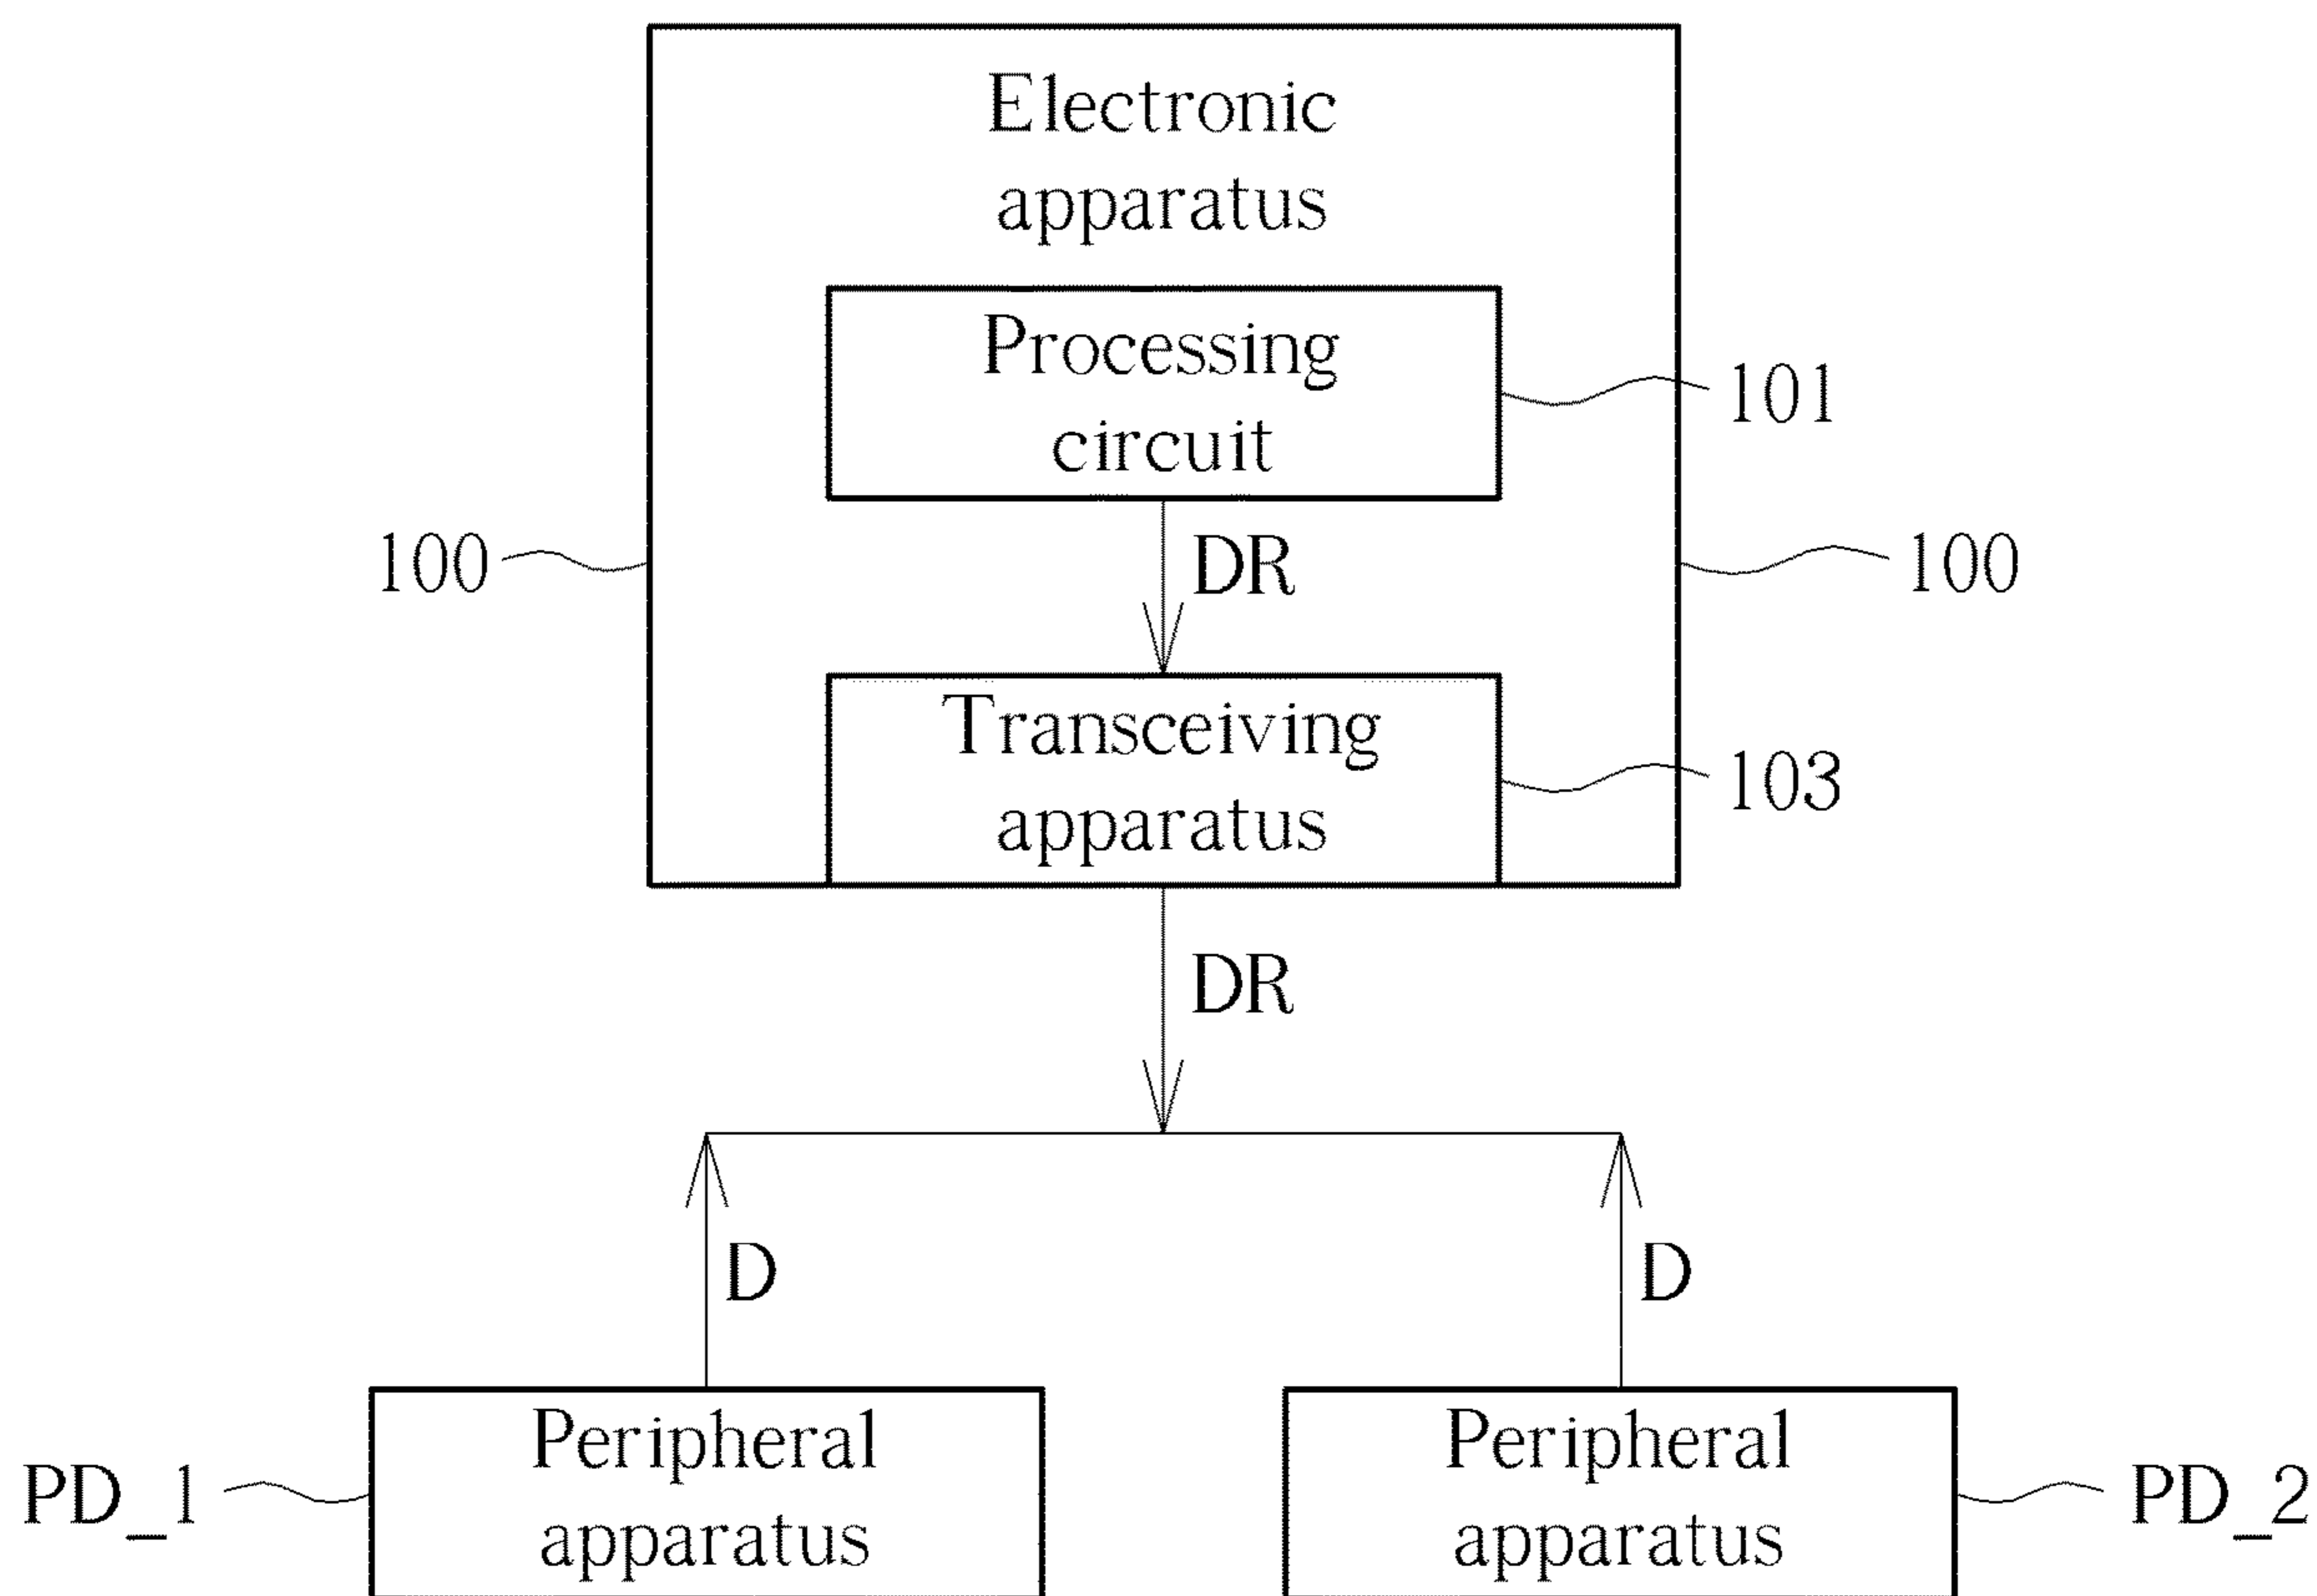 Electronic
apparatus
Processing
circuit
101
100
DR
100
Transceiving
apparatus
103
DR
D
D
PD_1
Peripheral
apparatus
Peripheral
apparatus
PD_2